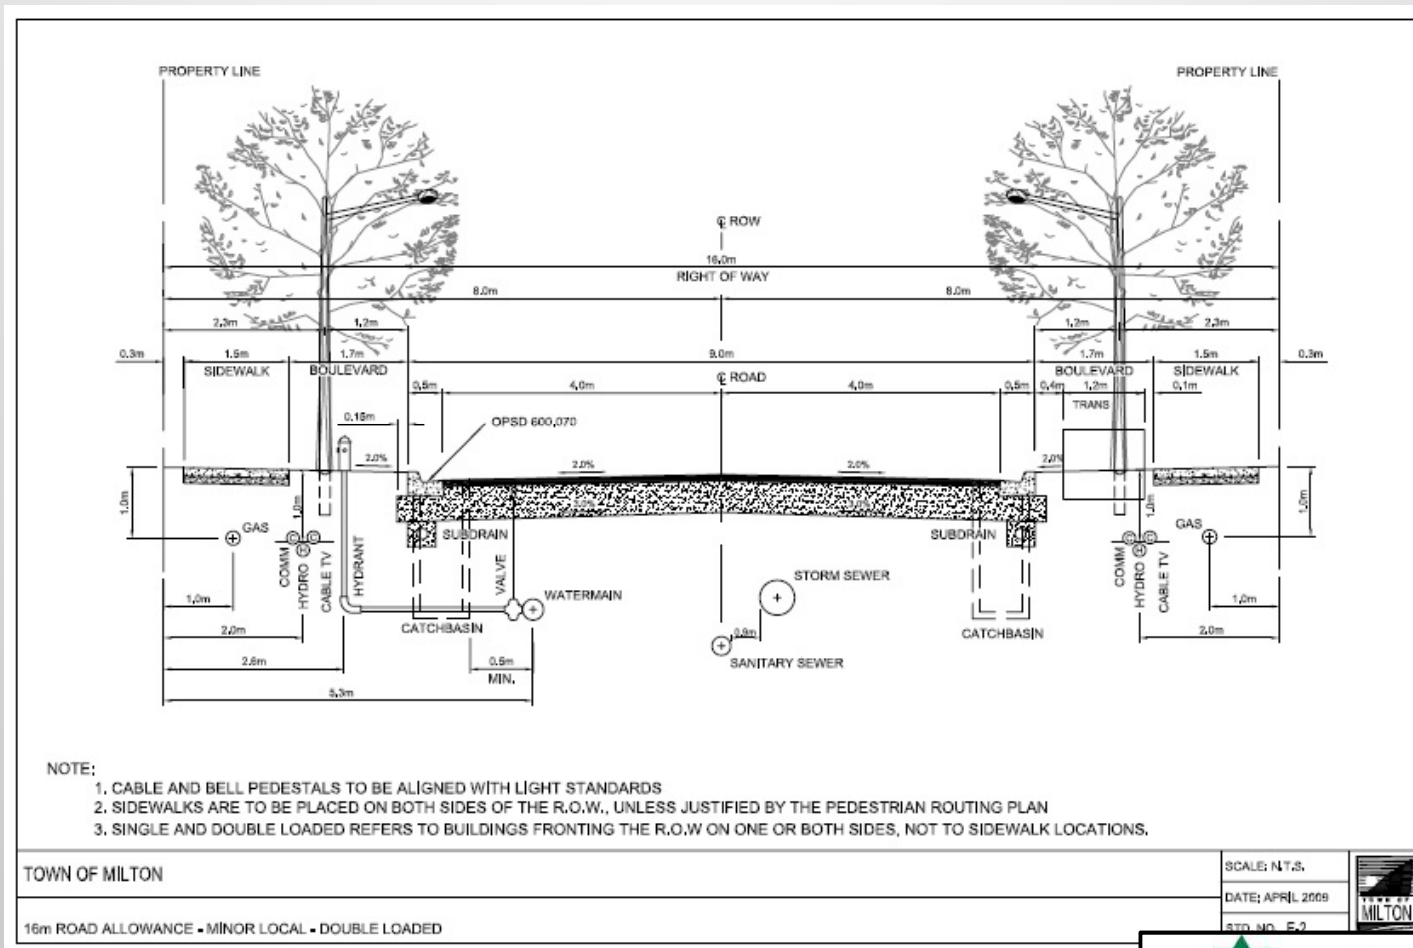 PROPERTY LINE PROPERTY LINE
℄ ROW
16.0m
RIGHT OF WAY
8.0m 8.0m
2.3m 1.2m 1.2m 2.3m
0.3m 1.5m 1.7m 9.0m 1.7m 1.5m 0.3m
SIDEWALK BOULEVARD ℄ ROAD BOULEVARD SIDEWALK
0.5m 4.0m 4.0m 0.5m 0.4m 1.2m 0.1m
TRANS
0.15m OPSD 600.070
2.0% 2.0% 2.0% 2.0%
1.0m 1.0m 1.0m 1.0m
GAS SUBDRAIN SUBDRAIN GAS
C C H C C H
COMM HYDRO CABLE TV HYDRANT VALVE COMM HYDRO CABLE TV
STORM SEWER
1.0m WATERMAIN 1.0m
CATCHBASIN 0.9m CATCHBASIN
2.0m 2.0m
SANITARY SEWER
2.6m 0.5m
MIN.
5.3m
NOTE:
1. CABLE AND BELL PEDESTALS TO BE ALIGNED WITH LIGHT STANDARDS
2. SIDEWALKS ARE TO BE PLACED ON BOTH SIDES OF THE R.O.W., UNLESS JUSTIFIED BY THE PEDESTRIAN ROUTING PLAN
3. SINGLE AND DOUBLE LOADED REFERS TO BUILDINGS FRONTING THE R.O.W ON ONE OR BOTH SIDES, NOT TO SIDEWALK LOCATIONS.
TOWN OF MILTON
SCALE: N.T.S.
DATE: APRIL 2009
TOWN OF
MILTON
16m ROAD ALLOWANCE - MINOR LOCAL - DOUBLE LOADED
STD. NO. E-2